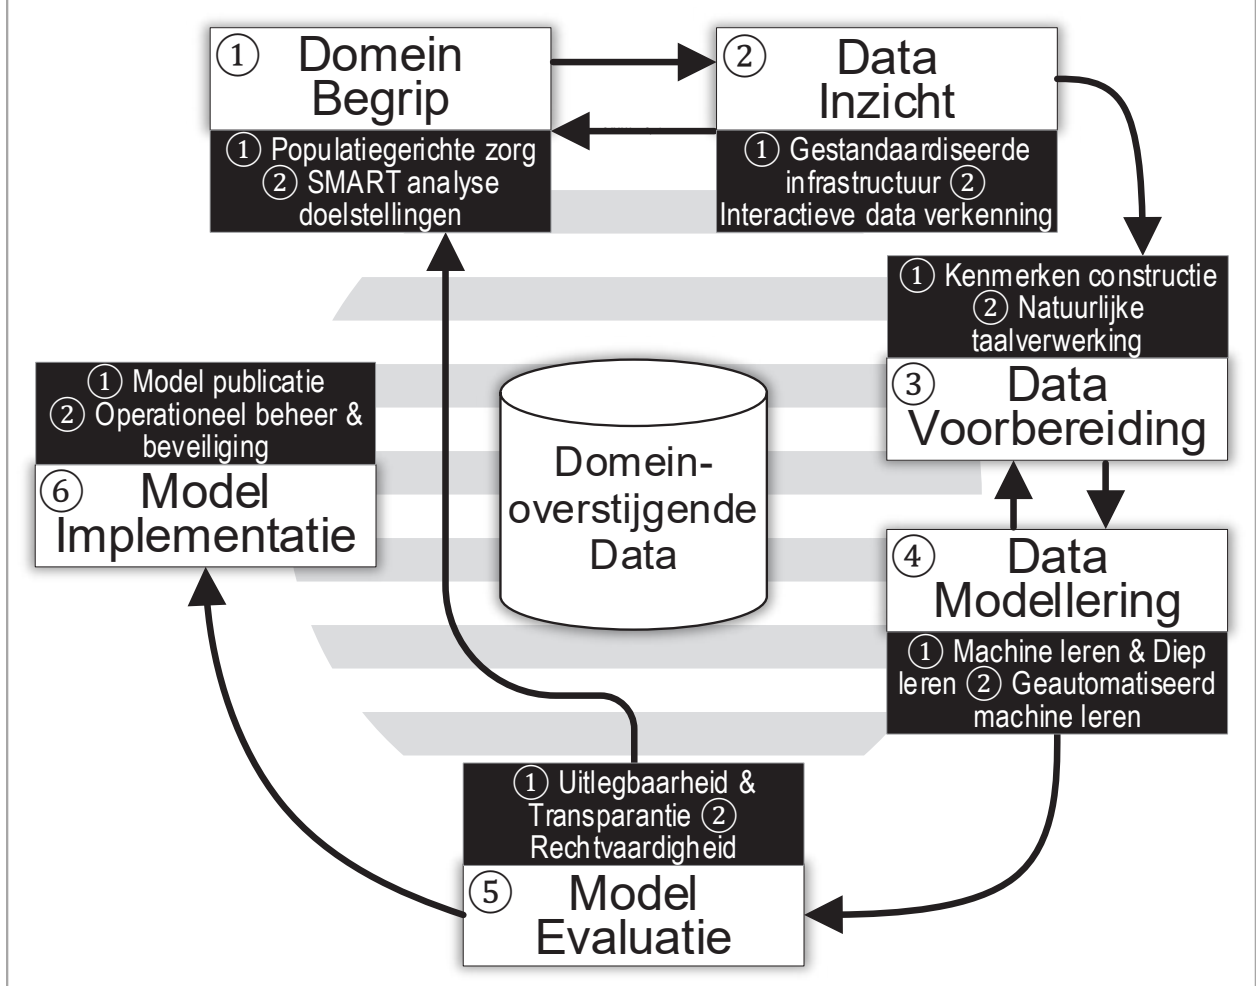 ① Domein
Begrip
① Populatiegerichte zorg
② SMART analyse
doelstellingen
② Data
Inzicht
① Gestandaardiseerde
infrastructuur ②
Interactieve data verkenning
① Kenmerken constructie
② Natuurlijke
taalverwerking
③ Data
Voorbereiding
④ Data
Modellering
① Machine leren & Diep
leren ② Geautomatiseerd
machine leren
① Uitlegbaarheid &
Transparantie ②
Rechtvaardigheid
⑤ Model
Evaluatie
① Model publicatie
② Operationeel beheer &
beveiliging
⑥ Model
Implementatie
Domein-
overstijgende
Data